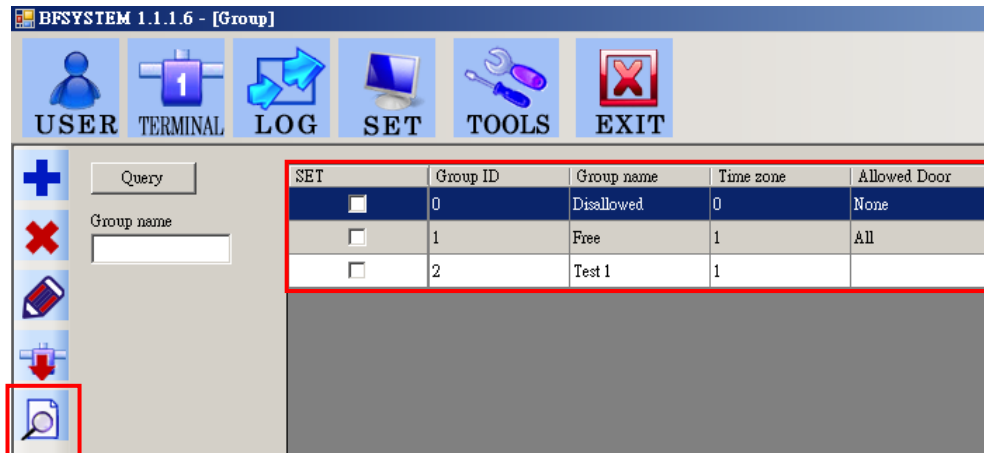 BFSYSTEM 1.1.1.6 - [Group]
USER TERMINAL LOG SET TOOLS EXIT
1
Query
Group name
SET Group ID Group name Time zone Allowed Door
0 Disallowed 0 None
1 Free 1 All
2 Test 1 1